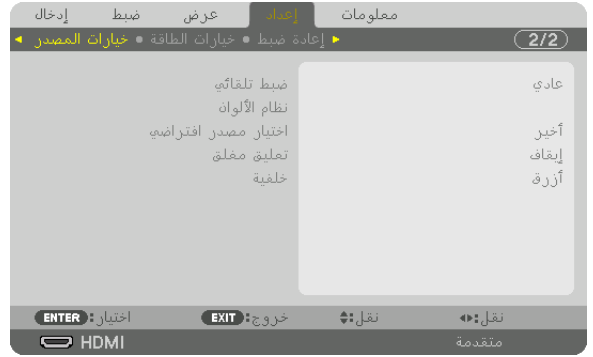 إدخال ضبط عرض إعداد معلومات
◄ خيارات المصدر ● خيارات الطاقة ● إعادة ضبط ► 2/2
ضبط تلقائي عادي
نظام الألوان
اختيار مصدر افتراضي أخير
تعليق مغلق إيقاف
خلفية أزرق
ENTER :اختيار EXIT :خروج نقل: نقل:
HDMI متقدمة